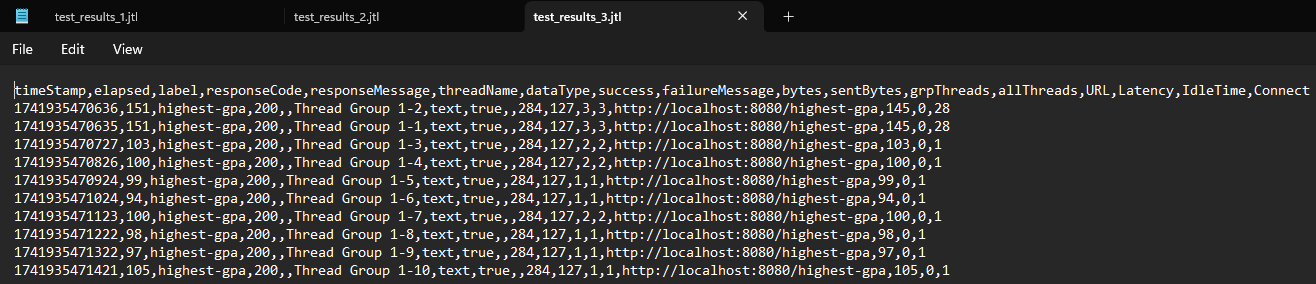 test_results_1.jtl test_results_2.jtl test_results_3.jtl
File Edit View
timeStamp,elapsed,label,responseCode,responseMessage,threadName,dataType,success,failureMessage,bytes,sentBytes,grpThreads,allThreads,URL,Latency,IdleTime,Connect
1741935470636,151,highest-gpa,200,,Thread Group 1-2,text,true,,284,127,3,3,http://localhost:8080/highest-gpa,145,0,28
1741935470635,151,highest-gpa,200,,Thread Group 1-1,text,true,,284,127,3,3,http://localhost:8080/highest-gpa,145,0,28
1741935470727,103,highest-gpa,200,,Thread Group 1-3,text,true,,284,127,2,2,http://localhost:8080/highest-gpa,103,0,1
1741935470826,100,highest-gpa,200,,Thread Group 1-4,text,true,,284,127,2,2,http://localhost:8080/highest-gpa,100,0,1
1741935470924,99,highest-gpa,200,,Thread Group 1-5,text,true,,284,127,1,1,http://localhost:8080/highest-gpa,99,0,1
1741935471024,94,highest-gpa,200,,Thread Group 1-6,text,true,,284,127,1,1,http://localhost:8080/highest-gpa,94,0,1
1741935471123,100,highest-gpa,200,,Thread Group 1-7,text,true,,284,127,2,2,http://localhost:8080/highest-gpa,100,0,1
1741935471222,98,highest-gpa,200,,Thread Group 1-8,text,true,,284,127,1,1,http://localhost:8080/highest-gpa,98,0,1
1741935471322,97,highest-gpa,200,,Thread Group 1-9,text,true,,284,127,1,1,http://localhost:8080/highest-gpa,97,0,1
1741935471421,105,highest-gpa,200,,Thread Group 1-10,text,true,,284,127,1,1,http://localhost:8080/highest-gpa,105,0,1